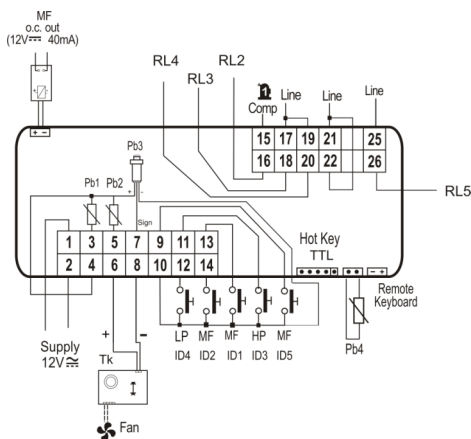 MF
o.c. out
(12V⎓ 40mA)
RL4
RL3
RL2
1
Comp
Line
Line
Line
15 17 19 21 25
16 18 20 22 26
RL5
+ -
Pb3
Pb1
Pb2
+ -
Sign
1 3 5 7 9 11 13
2 4 6 8 10 12 14
Hot Key
TTL
- +
Remote
Keyboard
Pb4
LP MF MF HP MF
ID4 ID2 ID1 ID3 ID5
Supply
12V
+ -
Tk
Fan